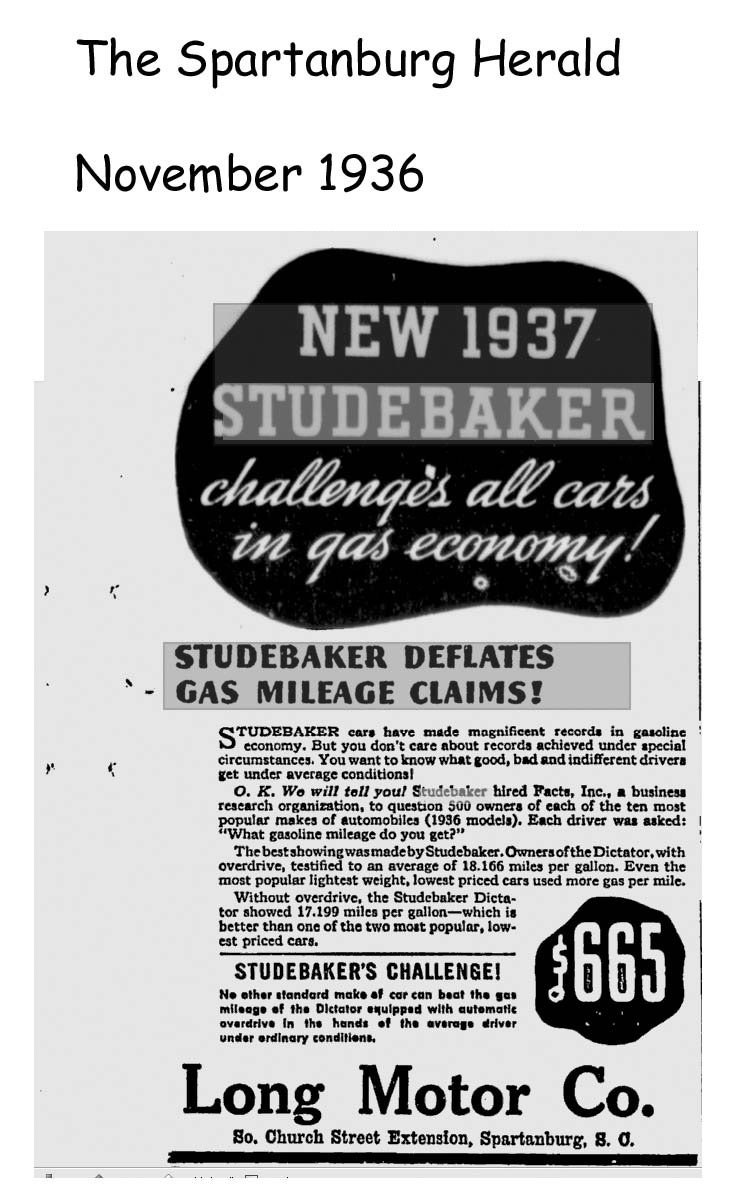 The Spartanburg Herald
November 1936
NEW 1937
STUDEBAKER
challenges all cars
in gas economy!
STUDEBAKER DEFLATES
GAS MILEAGE CLAIMS!
STUDEBAKER cars have made magnificent records in gasoline
economy. But you don't care about records achieved under special
circumstances. You want to know what good, bad and indifferent drivers
get under average conditions!
O. K. We will tell you! Studebaker hired Facts, Inc., a business
research organization, to question 500 owners of each of the ten most
popular makes of automobiles (1936 models). Each driver was asked:
"What gasoline mileage do you get?"
The best showing was made by Studebaker. Owners of the Dictator, with
overdrive, testified to an average of 18.166 miles per gallon. Even the
most popular lightest weight, lowest priced cars used more gas per mile.
Without overdrive, the Studebaker Dicta-
tor showed 17.199 miles per gallon—which is
better than one of the two most popular, low-
est priced cars.
STUDEBAKER'S CHALLENGE!
No other standard make of car can beat the gas
mileage of the Dictator equipped with automatic
overdrive in the hands of the average driver
under ordinary conditions.
$665
Long Motor Co.
So. Church Street Extension, Spartanburg, S. C.